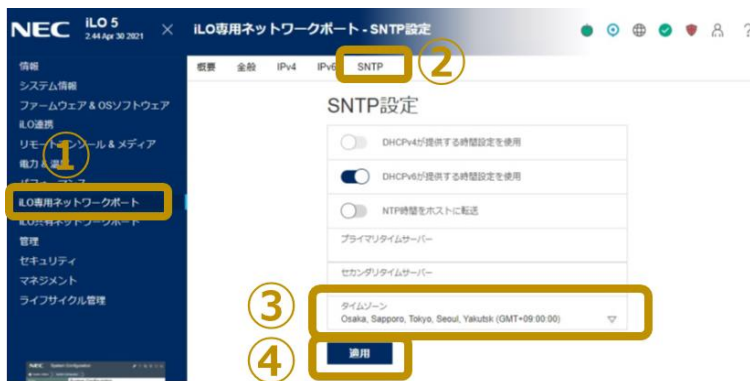 NEC iLO 5
2.44 Apr 30 2021
×
iLO専用ネットワークポート - SNTP設定
?
情報
システム情報
ファームウェア & OSソフトウェア
iLO連携
リモートコンソール & メディア
電力 & 温度
パフォーマンス
iLO専用ネットワークポート
iLO共有ネットワークポート
管理
セキュリティ
マネジメント
ライフサイクル管理
①
概要 全般 IPv4 IPv6 SNTP
②
SNTP設定
DHCPv4が提供する時間設定を使用
DHCPv6が提供する時間設定を使用
NTP時間をホストに転送
プライマリタイムサーバー
セカンダリタイムサーバー
③
タイムゾーン
Osaka, Sapporo, Tokyo, Seoul, Yakutsk (GMT+09:00:00)
④
適用
NEC